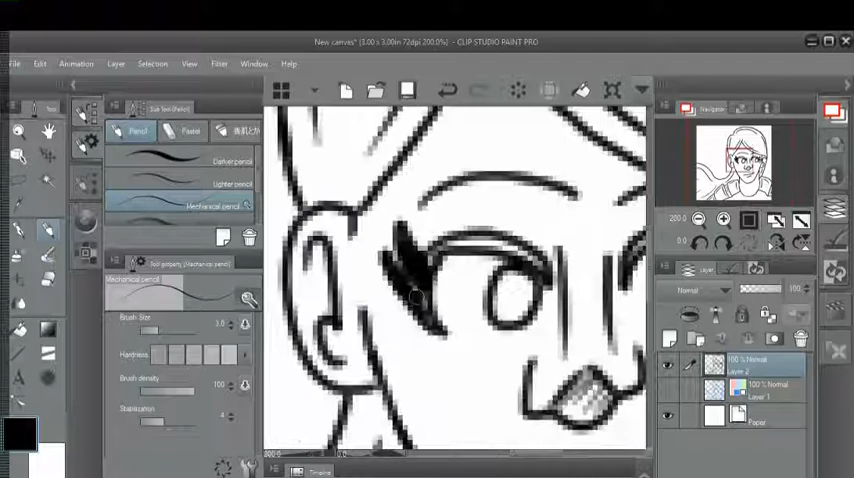 New canvas* (3.00 x 3.00in 72dpi 200.0%) - CLIP STUDIO PAINT PRO
File Edit Animation Layer Selection View Filter Window Help
Sub Tool(Pencil)
Pencil Pastel
Darker pencil
Lighter pencil
Mechanical pencil
Tool property (Mechanical pencil)
Mechanical pencil
Brush Size 3.0
Hardness
Brush density 100
Stabilization 4
Navigator
200.0
0.0
Layer
Normal 100
100 % Normal
Layer 2
100 % Normal
Layer 1
Paper
0.0
Timeline